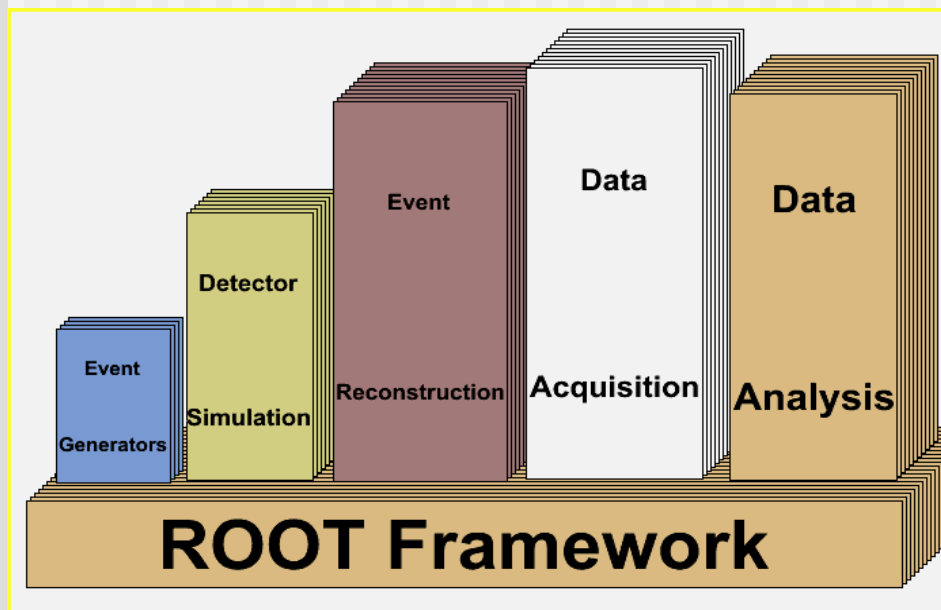 Event
Generators
Detector
Simulation
Event
Reconstruction
Data
Acquisition
Data
Analysis
ROOT Framework